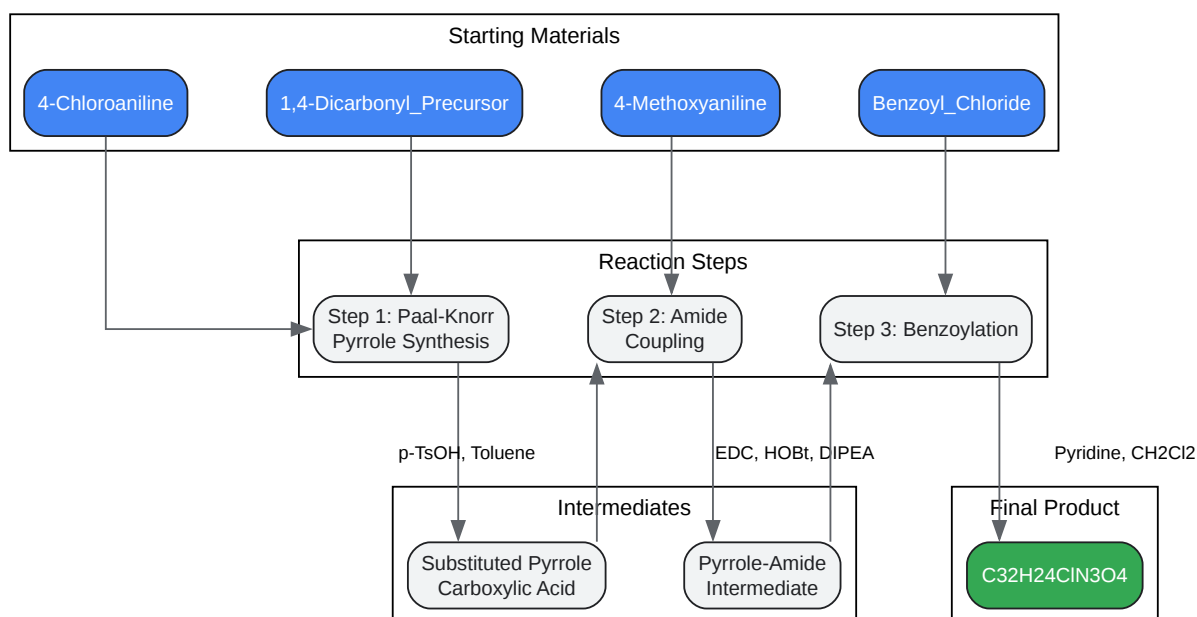 Starting Materials
4-Chloroaniline
1,4-Dicarbonyl_Precursor
4-Methoxyaniline
Benzoyl_Chloride
Reaction Steps
Step 1: Paal-Knorr
Pyrrole Synthesis
Step 2: Amide
Coupling
Step 3: Benzoylation
p-TsOH, Toluene
EDC, HOBt, DIPEA
Pyridine, CH2Cl2
Intermediates
Final Product
Substituted Pyrrole
Carboxylic Acid
Pyrrole-Amide
Intermediate
C32H24ClN3O4